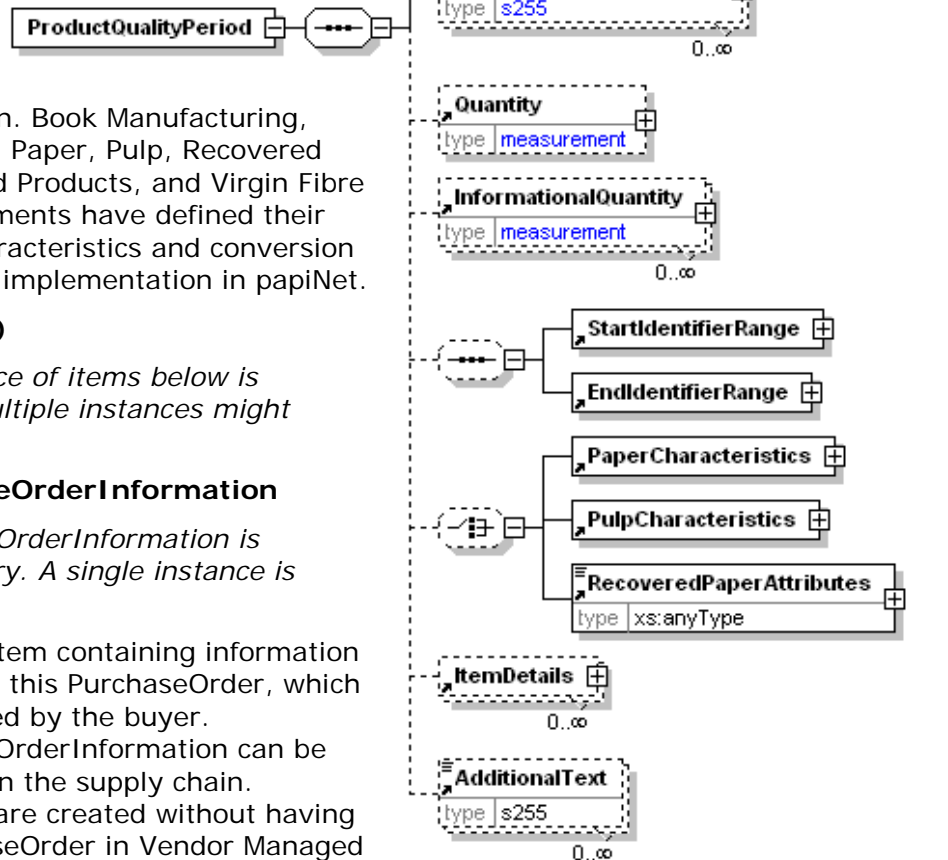 ProductQualityPeriod
n. Book Manufacturing,
Paper, Pulp, Recovered
d Products, and Virgin Fibre
ments have defined their
aracteristics and conversion
implementation in papiNet.
)
ce of items below is
ultiple instances might
eOrderInformation
OrderInformation is
ry. A single instance is
tem containing information
this PurchaseOrder, which
ed by the buyer.
OrderInformation can be
n the supply chain.
are created without having
seOrder in Vendor Managed
type s255
0..∞
Quantity
type measurement
InformationalQuantity
type measurement
0..∞
StartIdentifierRange
EndIdentifierRange
PaperCharacteristics
PulpCharacteristics
RecoveredPaperAttributes
type xs:anyType
ItemDetails
0..∞
AdditionalText
type s255
0..∞